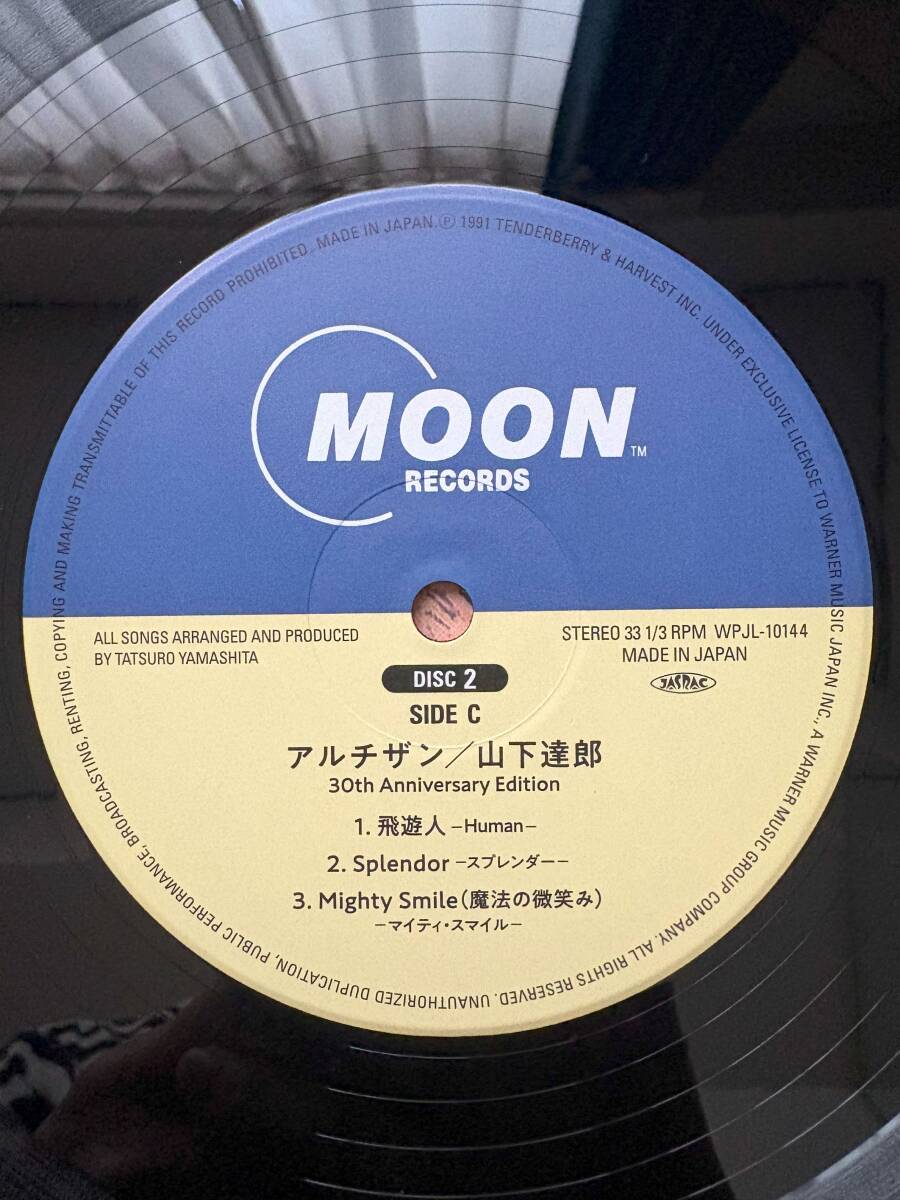 MOON™
RECORDS
ALL SONGS ARRANGED AND PRODUCED
BY TATSURO YAMASHITA
STEREO 33 1/3 RPM WPJL-10144
MADE IN JAPAN
JASRAC
DISC 2
SIDE C
アルチザン／山下達郎
30th Anniversary Edition
1. 飛遊人 –Human–
2. Splendor –スプレンダー–
3. Mighty Smile（魔法の微笑み）
–マイティ・スマイル–
UNAUTHORIZED DUPLICATION, PUBLIC PERFORMANCE, BROADCASTING, RENTING, COPYING AND MAKING TRANSMITTABLE OF THIS RECORD PROHIBITED. MADE IN JAPAN. ℗ 1991 TENDERBERRY & HARVEST INC. UNDER EXCLUSIVE LICENSE TO WARNER MUSIC JAPAN INC., A WARNER MUSIC GROUP COMPANY. ALL RIGHTS RESERVED.